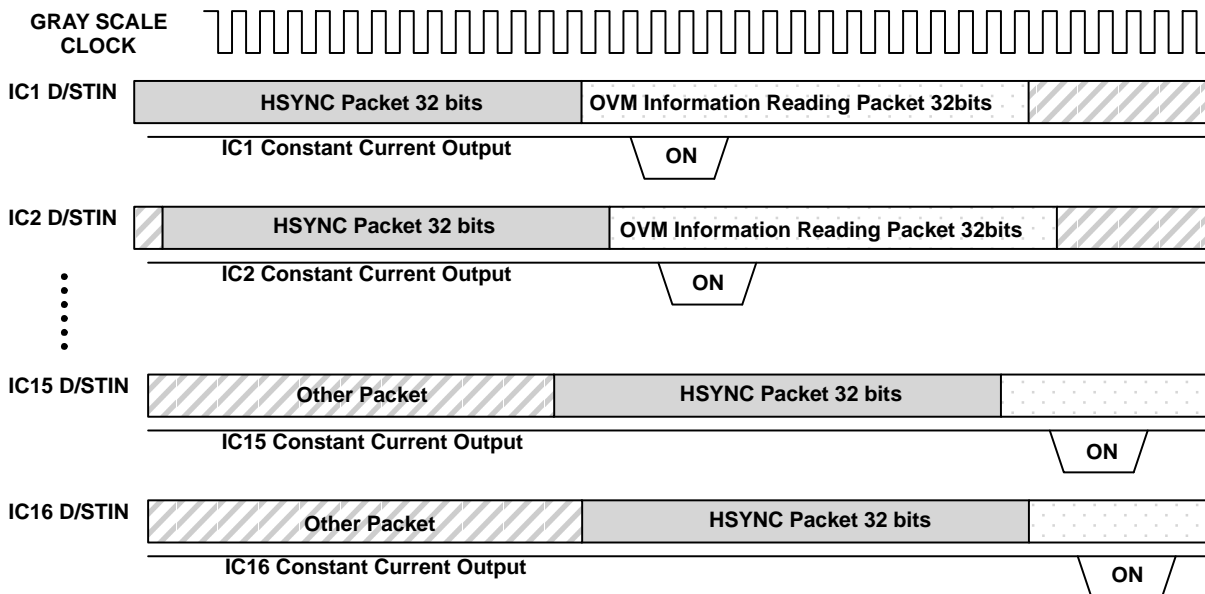 GRAY SCALE
CLOCK
IC1 D/STIN
HSYNC Packet 32 bits
OVM Information Reading Packet 32bits
IC1 Constant Current Output
ON
IC2 D/STIN
HSYNC Packet 32 bits
OVM Information Reading Packet 32bits
IC2 Constant Current Output
ON
IC15 D/STIN
Other Packet
HSYNC Packet 32 bits
IC15 Constant Current Output
ON
IC16 D/STIN
Other Packet
HSYNC Packet 32 bits
IC16 Constant Current Output
ON